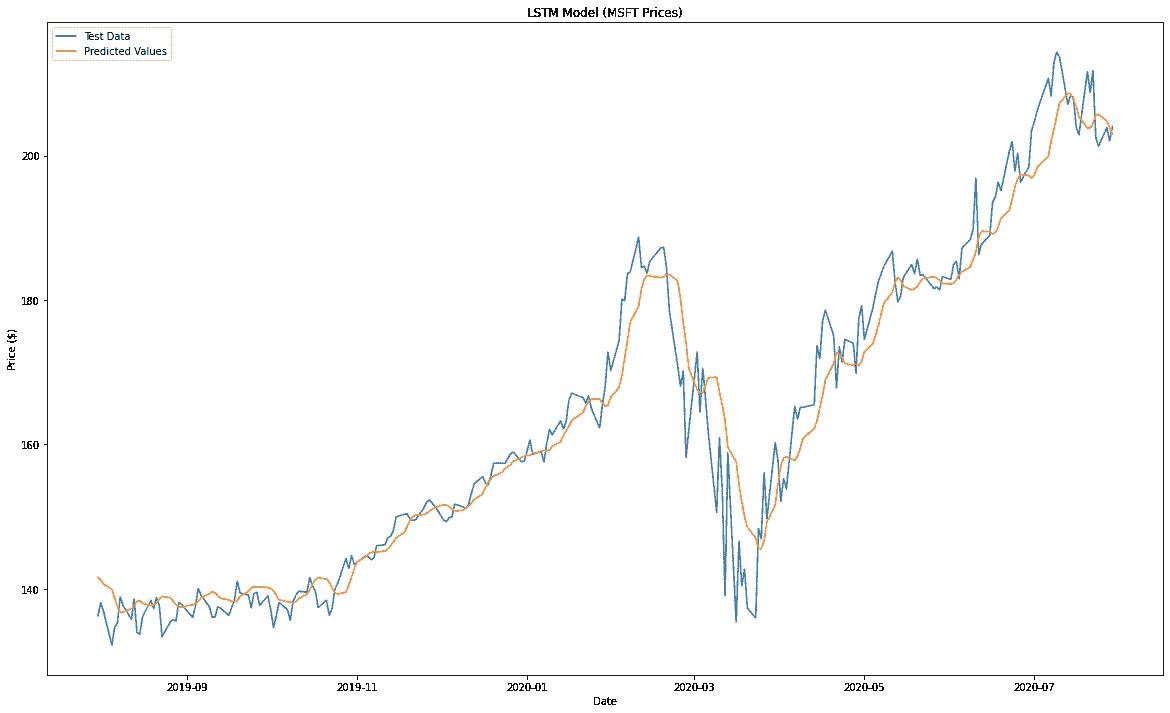 LSTM Model (MSFT Prices)
Test Data
Predicted Values
Price ($)
200
180
160
140
2019-09
2019-11
2020-01
2020-03
2020-05
2020-07
Date